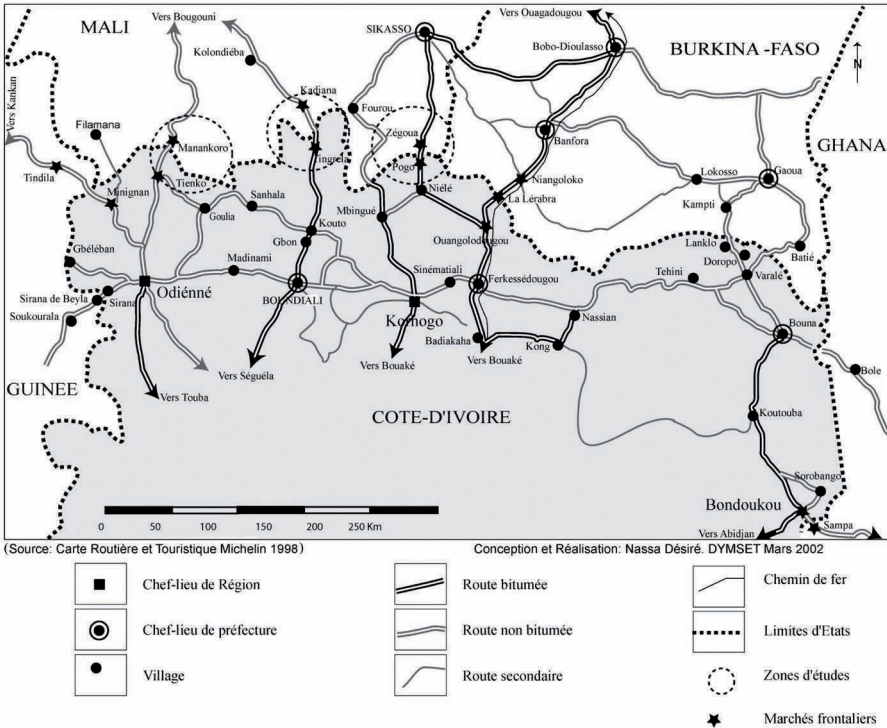 Vers Bougouni
MALI
Kolondiéba
SIKASSO
Vers Ouagadougou
Bobo-Dioulasso
BURKINA -FASO
N
Vers Kankan
Kadiana
Fourou
Filamana
Manankoro
Zégoua
Banfora
GHANA
Tingrela
Pogo
Tindila
Tienko
Niélé
Niangoloko
Lokosso
Gaoua
Minignan
Sanhala
La Lérabra
Kampti
Goulia
Mbingué
Kouto
Ouangolodougou
Gbéléban
Gbon
Lanklo
Doropo
Batié
Madinami
Sinématiali
Tehini
Varalé
Odiénné
BOUNDIALI
Ferkessédougou
Sirana de Beyla
Sirana
Korhogo
Nassian
Soukourala
Badiakaha
Kong
Bouna
Vers Séguéla
Vers Bouaké
Vers Bouaké
Bole
GUINEE
Vers Touba
COTE-D'IVOIRE
Koutouba
Sorobango
Bondoukou
0 50 100 150 200 250 Km
Sampa
Vers Abidjan
(Source: Carte Routière et Touristique Michelin 1998)
Conception et Réalisation: Nassa Désiré. DYMSET Mars 2002
Chef-lieu de Région
Route bitumée
Chemin de fer
Chef-lieu de préfecture
Route non bitumée
Limites d'Etats
Village
Route secondaire
Zones d'études
Marchés frontaliers